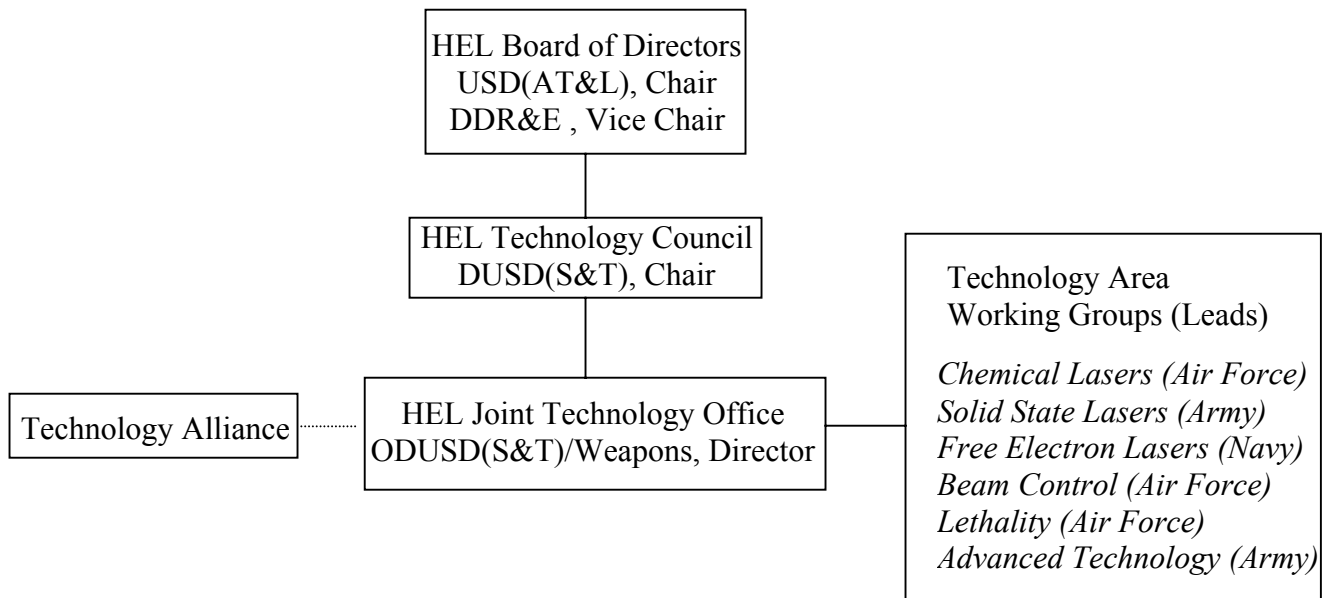 HEL Board of Directors
USD(AT&L), Chair
DDR&E , Vice Chair
HEL Technology Council
DUSD(S&T), Chair
Technology Alliance
HEL Joint Technology Office
ODUSD(S&T)/Weapons, Director
Technology Area
Working Groups (Leads)
Chemical Lasers (Air Force)
Solid State Lasers (Army)
Free Electron Lasers (Navy)
Beam Control (Air Force)
Lethality (Air Force)
Advanced Technology (Army)